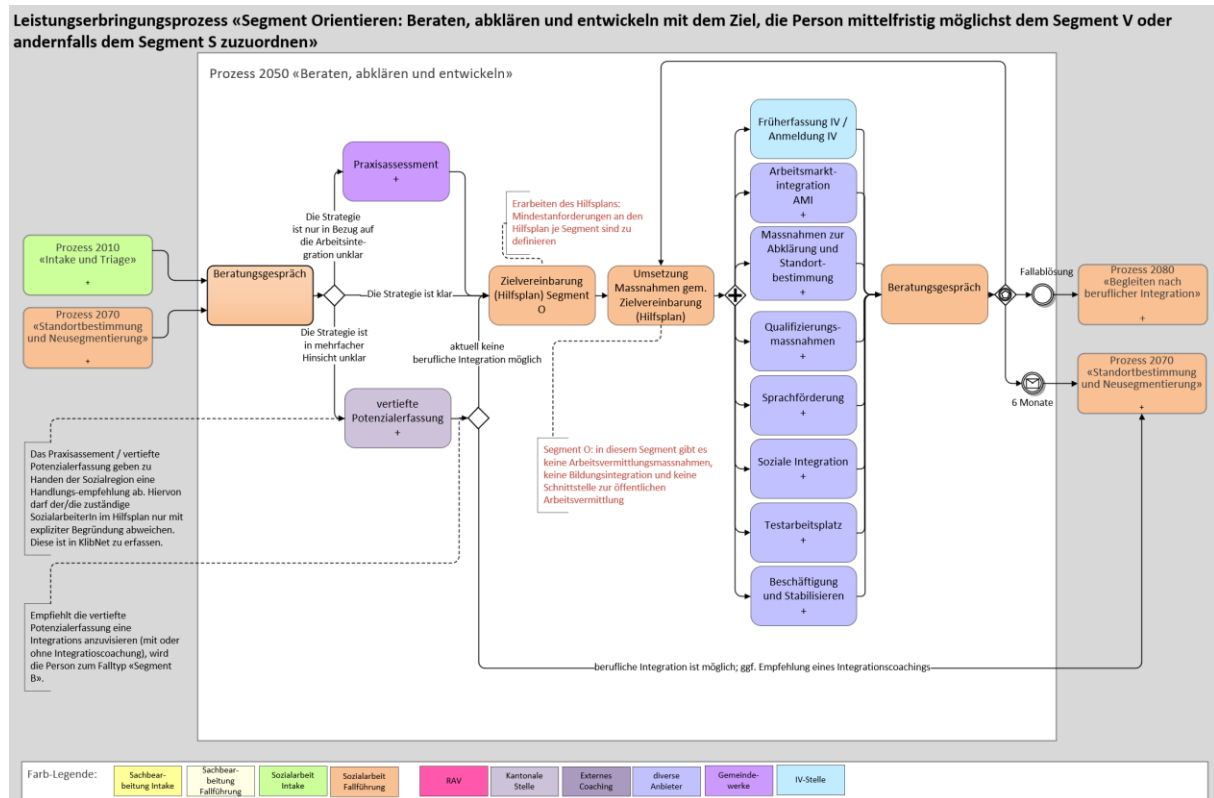 Leistungserbringungsprozess «Segment Orientieren: Beraten, abklären und entwickeln mit dem Ziel, die Person mittelfristig möglichst dem Segment V oder
andernfalls dem Segment S zuzuordnen»
Prozess 2050 «Beraten, abklären und entwickeln»
Prozess 2010
«Intake und Triage»
+
Prozess 2070
«Standortbestimmung
und Neusegmentierung»
+
Beratungsgespräch
Praxisassessment
+
Die Strategie
ist nur in Bezug auf
die Arbeitsinte-
gration unklar
Die Strategie ist klar
Die Strategie ist
in mehrfacher
Hinsicht unklar
vertiefte
Potenzialerfassung
+
aktuell keine
berufliche Integration möglich
Erarbeiten des Hilfsplans:
Mindestanforderungen an den
Hilfsplan je Segment sind zu
definieren
Zielvereinbarung
(Hilfsplan) Segment
O
Umsetzung
Massnahmen gem.
Zielvereinbarung
(Hilfsplan)
Segment O: in diesem Segment gibt es
keine Arbeitsvermittlungsmassnahmen,
keine Bildungsintegration und keine
Schnittstelle zur öffentlichen
Arbeitsvermittlung
Früherfassung IV /
Anmeldung IV
Arbeitsmarkt-
integration
AMI
+
Massnahmen zur
Abklärung und
Standort-
bestimmung
+
Qualifizierungs-
massnahmen
+
Sprachförderung
+
Soziale Integration
+
Testarbeitsplatz
+
Beschäftigung
und Stabilisieren
+
Beratungsgespräch
Fallablösung
Prozess 2080
«Begleiten nach
beruflicher Integration»
+
6 Monate
Prozess 2070
«Standortbestimmung
und Neusegmentierung»
+
Das Praxisassement / vertiefte
Potenzialerfassung geben zu
Handen der Sozialregion eine
Handlungs-empfehlung ab. Hiervon
darf der/die zuständige
SozialarbeiterIn im Hilfsplan nur mit
expliziter Begründung abweichen.
Diese ist in KlibNet zu erfassen.
Empfiehlt die vertiefte
Potenzialerfassung eine
Integrations anzuvisieren (mit oder
ohne Integratioscoachung), wird
die Person zum Falltyp «Segment
B».
berufliche Integration ist möglich; ggf. Empfehlung eines Integrationscoachings
Farb-Legende:
Sachbear-
beitung Intake
Sachbear-
beitung
Fallführung
Sozialarbeit
Intake
Sozialarbeit
Fallführung
RAV
Kantonale
Stelle
Externes
Coaching
diverse
Anbieter
Gemeinde-
werke
IV-Stelle